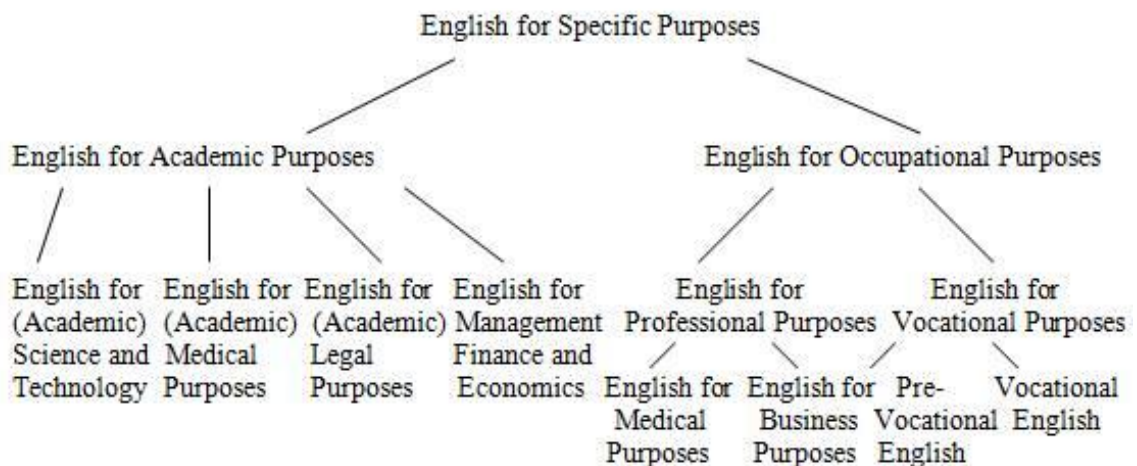 English for Specific Purposes
English for Academic Purposes
English for Occupational Purposes
English for
(Academic)
Science and
Technology
English for
(Academic)
Medical
Purposes
English for
(Academic)
Legal
Purposes
English for
Management
Finance and
Economics
English for
Professional Purposes
English for
Vocational Purposes
English for
Medical
Purposes
English for
Business
Purposes
Pre-
Vocational
English
Vocational
English